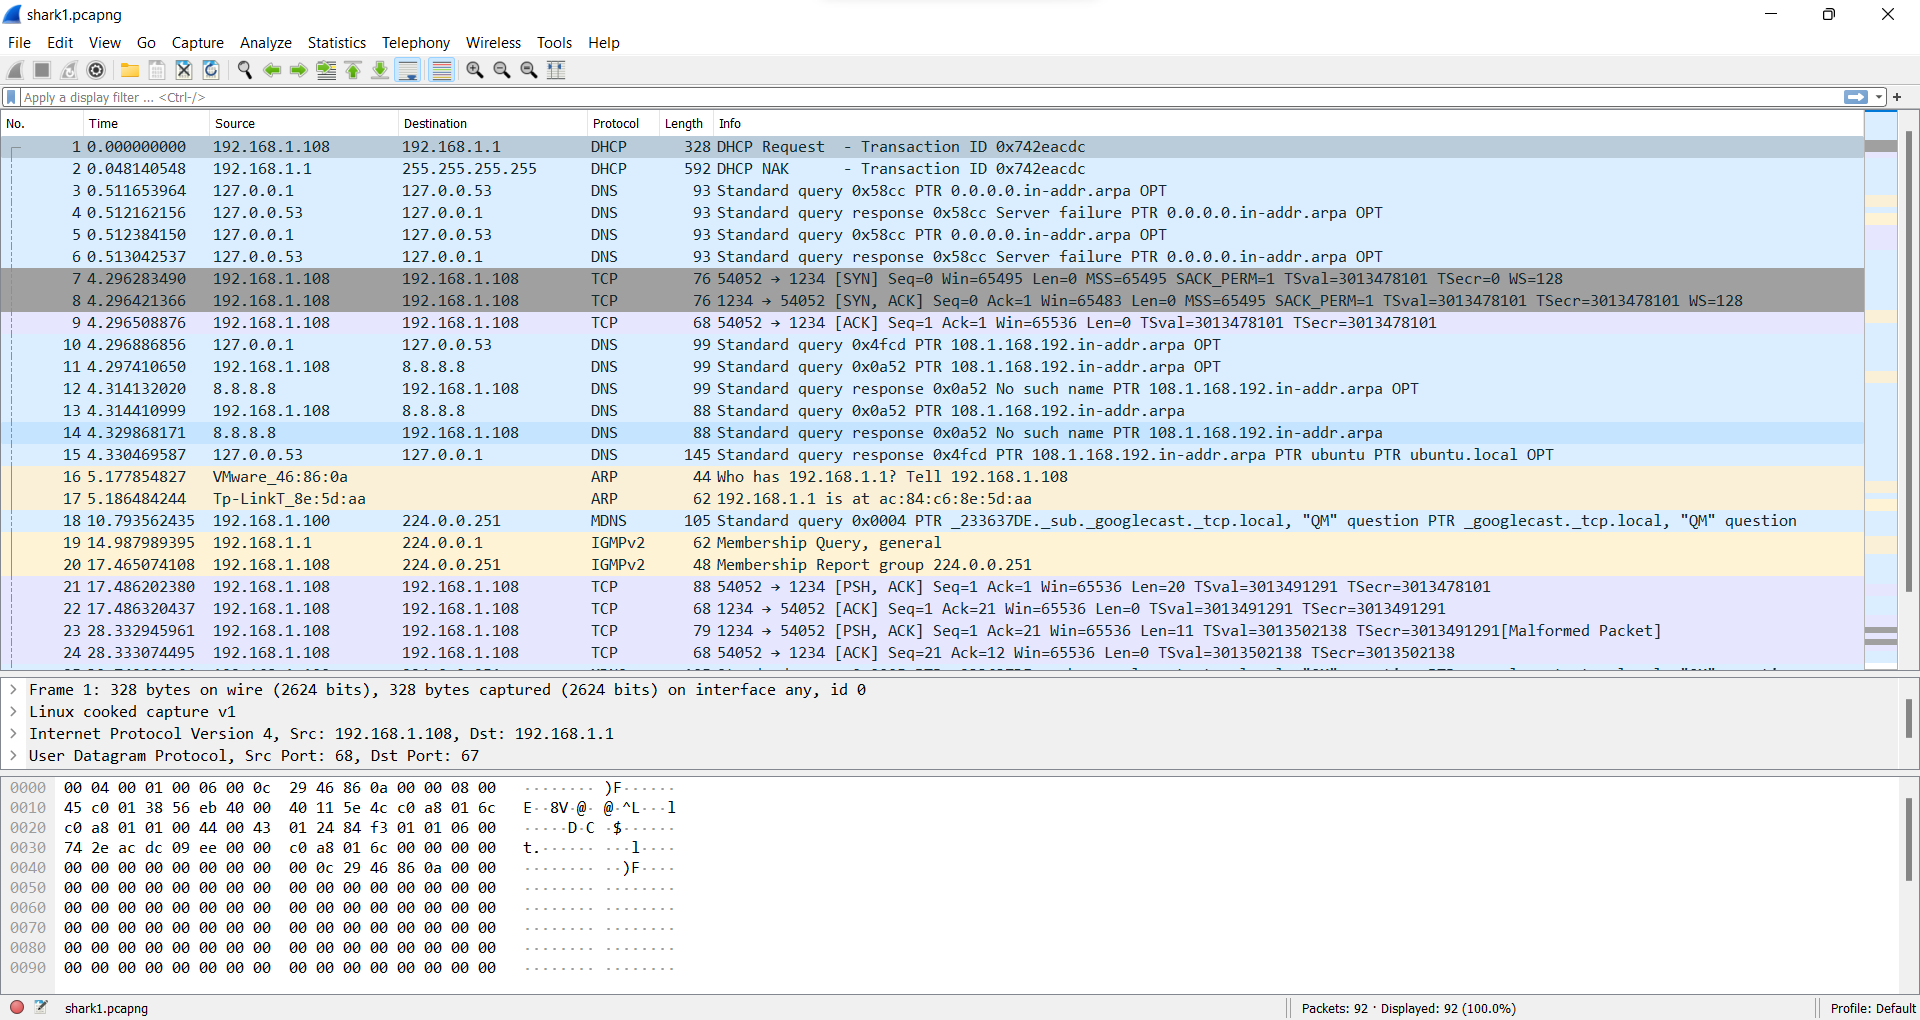 shark1.pcapng
File Edit View Go Capture Analyze Statistics Telephony Wireless Tools Help
Apply a display filter ... <Ctrl-/>
No. Time Source Destination Protocol Length Info
1 0.000000000 192.168.1.108 192.168.1.1 DHCP 328 DHCP Request - Transaction ID 0x742eacdc
2 0.048140548 192.168.1.1 255.255.255.255 DHCP 592 DHCP NAK - Transaction ID 0x742eacdc
3 0.511653964 127.0.0.1 127.0.0.53 DNS 93 Standard query 0x58cc PTR 0.0.0.0.in-addr.arpa OPT
4 0.512162156 127.0.0.53 127.0.0.1 DNS 93 Standard query response 0x58cc Server failure PTR 0.0.0.0.in-addr.arpa OPT
5 0.512384150 127.0.0.1 127.0.0.53 DNS 93 Standard query 0x58cc PTR 0.0.0.0.in-addr.arpa OPT
6 0.513042537 127.0.0.53 127.0.0.1 DNS 93 Standard query response 0x58cc Server failure PTR 0.0.0.0.in-addr.arpa OPT
7 4.296283490 192.168.1.108 192.168.1.108 TCP 76 54052 → 1234 [SYN] Seq=0 Win=65495 Len=0 MSS=65495 SACK_PERM=1 TSval=3013478101 TSecr=0 WS=128
8 4.296421366 192.168.1.108 192.168.1.108 TCP 76 1234 → 54052 [SYN, ACK] Seq=0 Ack=1 Win=65483 Len=0 MSS=65495 SACK_PERM=1 TSval=3013478101 TSecr=3013478101 WS=128
9 4.296508876 192.168.1.108 192.168.1.108 TCP 68 54052 → 1234 [ACK] Seq=1 Ack=1 Win=65536 Len=0 TSval=3013478101 TSecr=3013478101
10 4.296886856 127.0.0.1 127.0.0.53 DNS 99 Standard query 0x4fcd PTR 108.1.168.192.in-addr.arpa OPT
11 4.297410650 192.168.1.108 8.8.8.8 DNS 99 Standard query 0x0a52 PTR 108.1.168.192.in-addr.arpa OPT
12 4.314132020 8.8.8.8 192.168.1.108 DNS 99 Standard query response 0x0a52 No such name PTR 108.1.168.192.in-addr.arpa OPT
13 4.314410999 192.168.1.108 8.8.8.8 DNS 88 Standard query 0x0a52 PTR 108.1.168.192.in-addr.arpa
14 4.329868171 8.8.8.8 192.168.1.108 DNS 88 Standard query response 0x0a52 No such name PTR 108.1.168.192.in-addr.arpa
15 4.330469587 127.0.0.53 127.0.0.1 DNS 145 Standard query response 0x4fcd PTR 108.1.168.192.in-addr.arpa PTR ubuntu PTR ubuntu.local OPT
16 5.177854827 VMware_46:86:0a ARP 44 Who has 192.168.1.1? Tell 192.168.1.108
17 5.186484244 Tp-LinkT_8e:5d:aa ARP 62 192.168.1.1 is at ac:84:c6:8e:5d:aa
18 10.793562435 192.168.1.100 224.0.0.251 MDNS 105 Standard query 0x0004 PTR _233637DE._sub._googlecast._tcp.local, "QM" question PTR _googlecast._tcp.local, "QM" question
19 14.987989395 192.168.1.1 224.0.0.1 IGMPv2 62 Membership Query, general
20 17.465074108 192.168.1.108 224.0.0.251 IGMPv2 48 Membership Report group 224.0.0.251
21 17.486202380 192.168.1.108 192.168.1.108 TCP 88 54052 → 1234 [PSH, ACK] Seq=1 Ack=1 Win=65536 Len=20 TSval=3013491291 TSecr=3013478101
22 17.486320437 192.168.1.108 192.168.1.108 TCP 68 1234 → 54052 [ACK] Seq=1 Ack=21 Win=65536 Len=0 TSval=3013491291 TSecr=3013491291
23 28.332945961 192.168.1.108 192.168.1.108 TCP 79 1234 → 54052 [PSH, ACK] Seq=1 Ack=21 Win=65536 Len=11 TSval=3013502138 TSecr=3013491291[Malformed Packet]
24 28.333074495 192.168.1.108 192.168.1.108 TCP 68 54052 → 1234 [ACK] Seq=21 Ack=12 Win=65536 Len=0 TSval=3013502138 TSecr=3013502138
Frame 1: 328 bytes on wire (2624 bits), 328 bytes captured (2624 bits) on interface any, id 0
Linux cooked capture v1
Internet Protocol Version 4, Src: 192.168.1.108, Dst: 192.168.1.1
User Datagram Protocol, Src Port: 68, Dst Port: 67
0000 00 04 00 01 00 06 00 0c 29 46 86 0a 00 00 08 00 ········ )F······
0010 45 c0 01 38 56 eb 40 00 40 11 5e 4c c0 a8 01 6c E··8V·@· @·^L···l
0020 c0 a8 01 01 00 44 00 43 01 24 84 f3 01 01 06 00 ·····D·C ·$······
0030 74 2e ac dc 09 ee 00 00 c0 a8 01 6c 00 00 00 00 t.······ ···l····
0040 00 00 00 00 00 00 00 00 00 0c 29 46 86 0a 00 00 ········ ··)F····
0050 00 00 00 00 00 00 00 00 00 00 00 00 00 00 00 00 ········ ········
0060 00 00 00 00 00 00 00 00 00 00 00 00 00 00 00 00 ········ ········
0070 00 00 00 00 00 00 00 00 00 00 00 00 00 00 00 00 ········ ········
0080 00 00 00 00 00 00 00 00 00 00 00 00 00 00 00 00 ········ ········
0090 00 00 00 00 00 00 00 00 00 00 00 00 00 00 00 00 ········ ········
shark1.pcapng Packets: 92 · Displayed: 92 (100.0%) Profile: Default